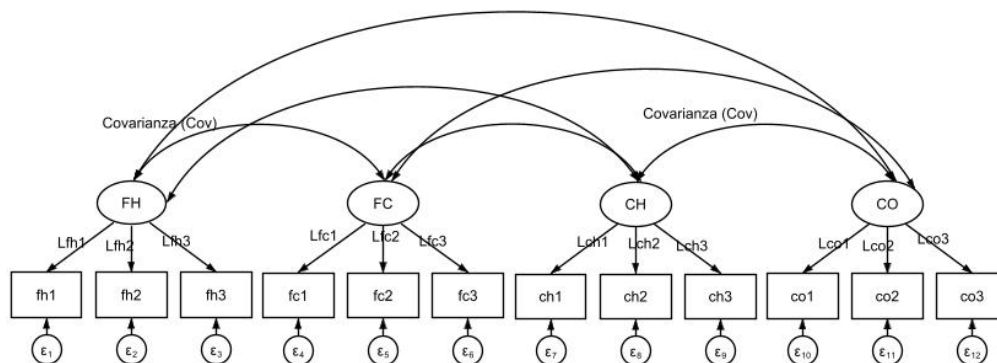 Covarianza (Cov) Covarianza (Cov)
FH FC CH CO
Lfh1 Lfh2 Lfh3 Lfc1 Lfc2 Lfc3 Lch1 Lch2 Lch3 Lco1 Lco2 Lco3
fh1 fh2 fh3 fc1 fc2 fc3 ch1 ch2 ch3 co1 co2 co3
ε₁ ε₂ ε₃ ε₄ ε₅ ε₆ ε₇ ε₈ ε₉ ε₁₀ ε₁₁ ε₁₂